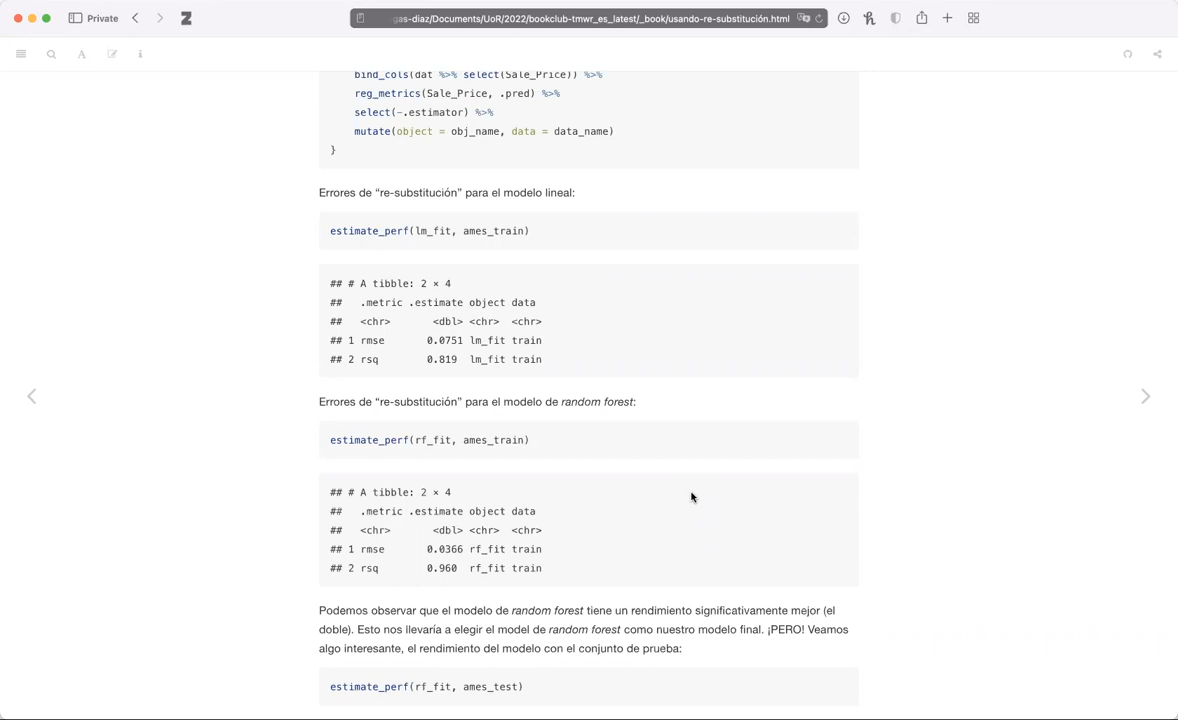 Private
gas-diaz/Documents/UoR/2022/bookclub-tmwr_es_latest/_book/usando-re-substitución.html
bind_cols(dat %>% select(Sale_Price)) %>%
reg_metrics(Sale_Price, .pred) %>%
select(-.estimator) %>%
mutate(object = obj_name, data = data_name)
}
Errores de “re-substitución” para el modelo lineal:
estimate_perf(lm_fit, ames_train)
## # A tibble: 2 × 4
##   .metric .estimate object data
##   <chr>       <dbl> <chr>  <chr>
## 1 rmse       0.0751 lm_fit train
## 2 rsq        0.819  lm_fit train
Errores de “re-substitución” para el modelo de random forest:
estimate_perf(rf_fit, ames_train)
## # A tibble: 2 × 4
##   .metric .estimate object data
##   <chr>       <dbl> <chr>  <chr>
## 1 rmse       0.0366 rf_fit train
## 2 rsq        0.960  rf_fit train
Podemos observar que el modelo de random forest tiene un rendimiento significativamente mejor (el
doble). Esto nos llevaría a elegir el model de random forest como nuestro modelo final. ¡PERO! Veamos
algo interesante, el rendimiento del modelo con el conjunto de prueba:
estimate_perf(rf_fit, ames_test)